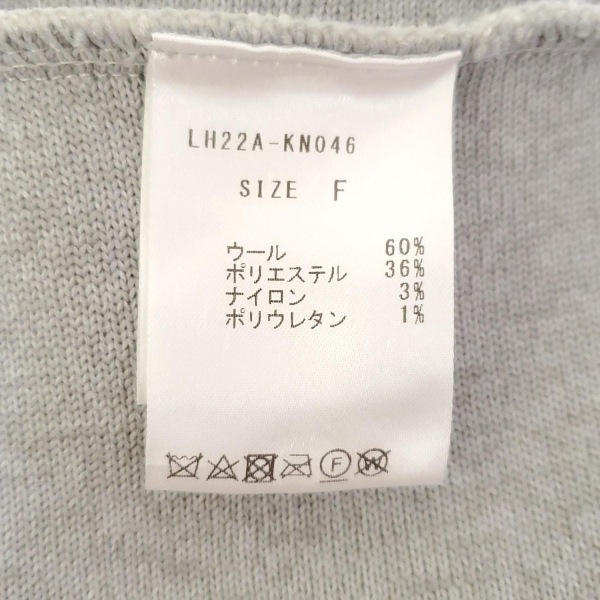 LH22A-KN046
SIZE F
ウール 60%
ポリエステル 36%
ナイロン 3%
ポリウレタン 1%
F W